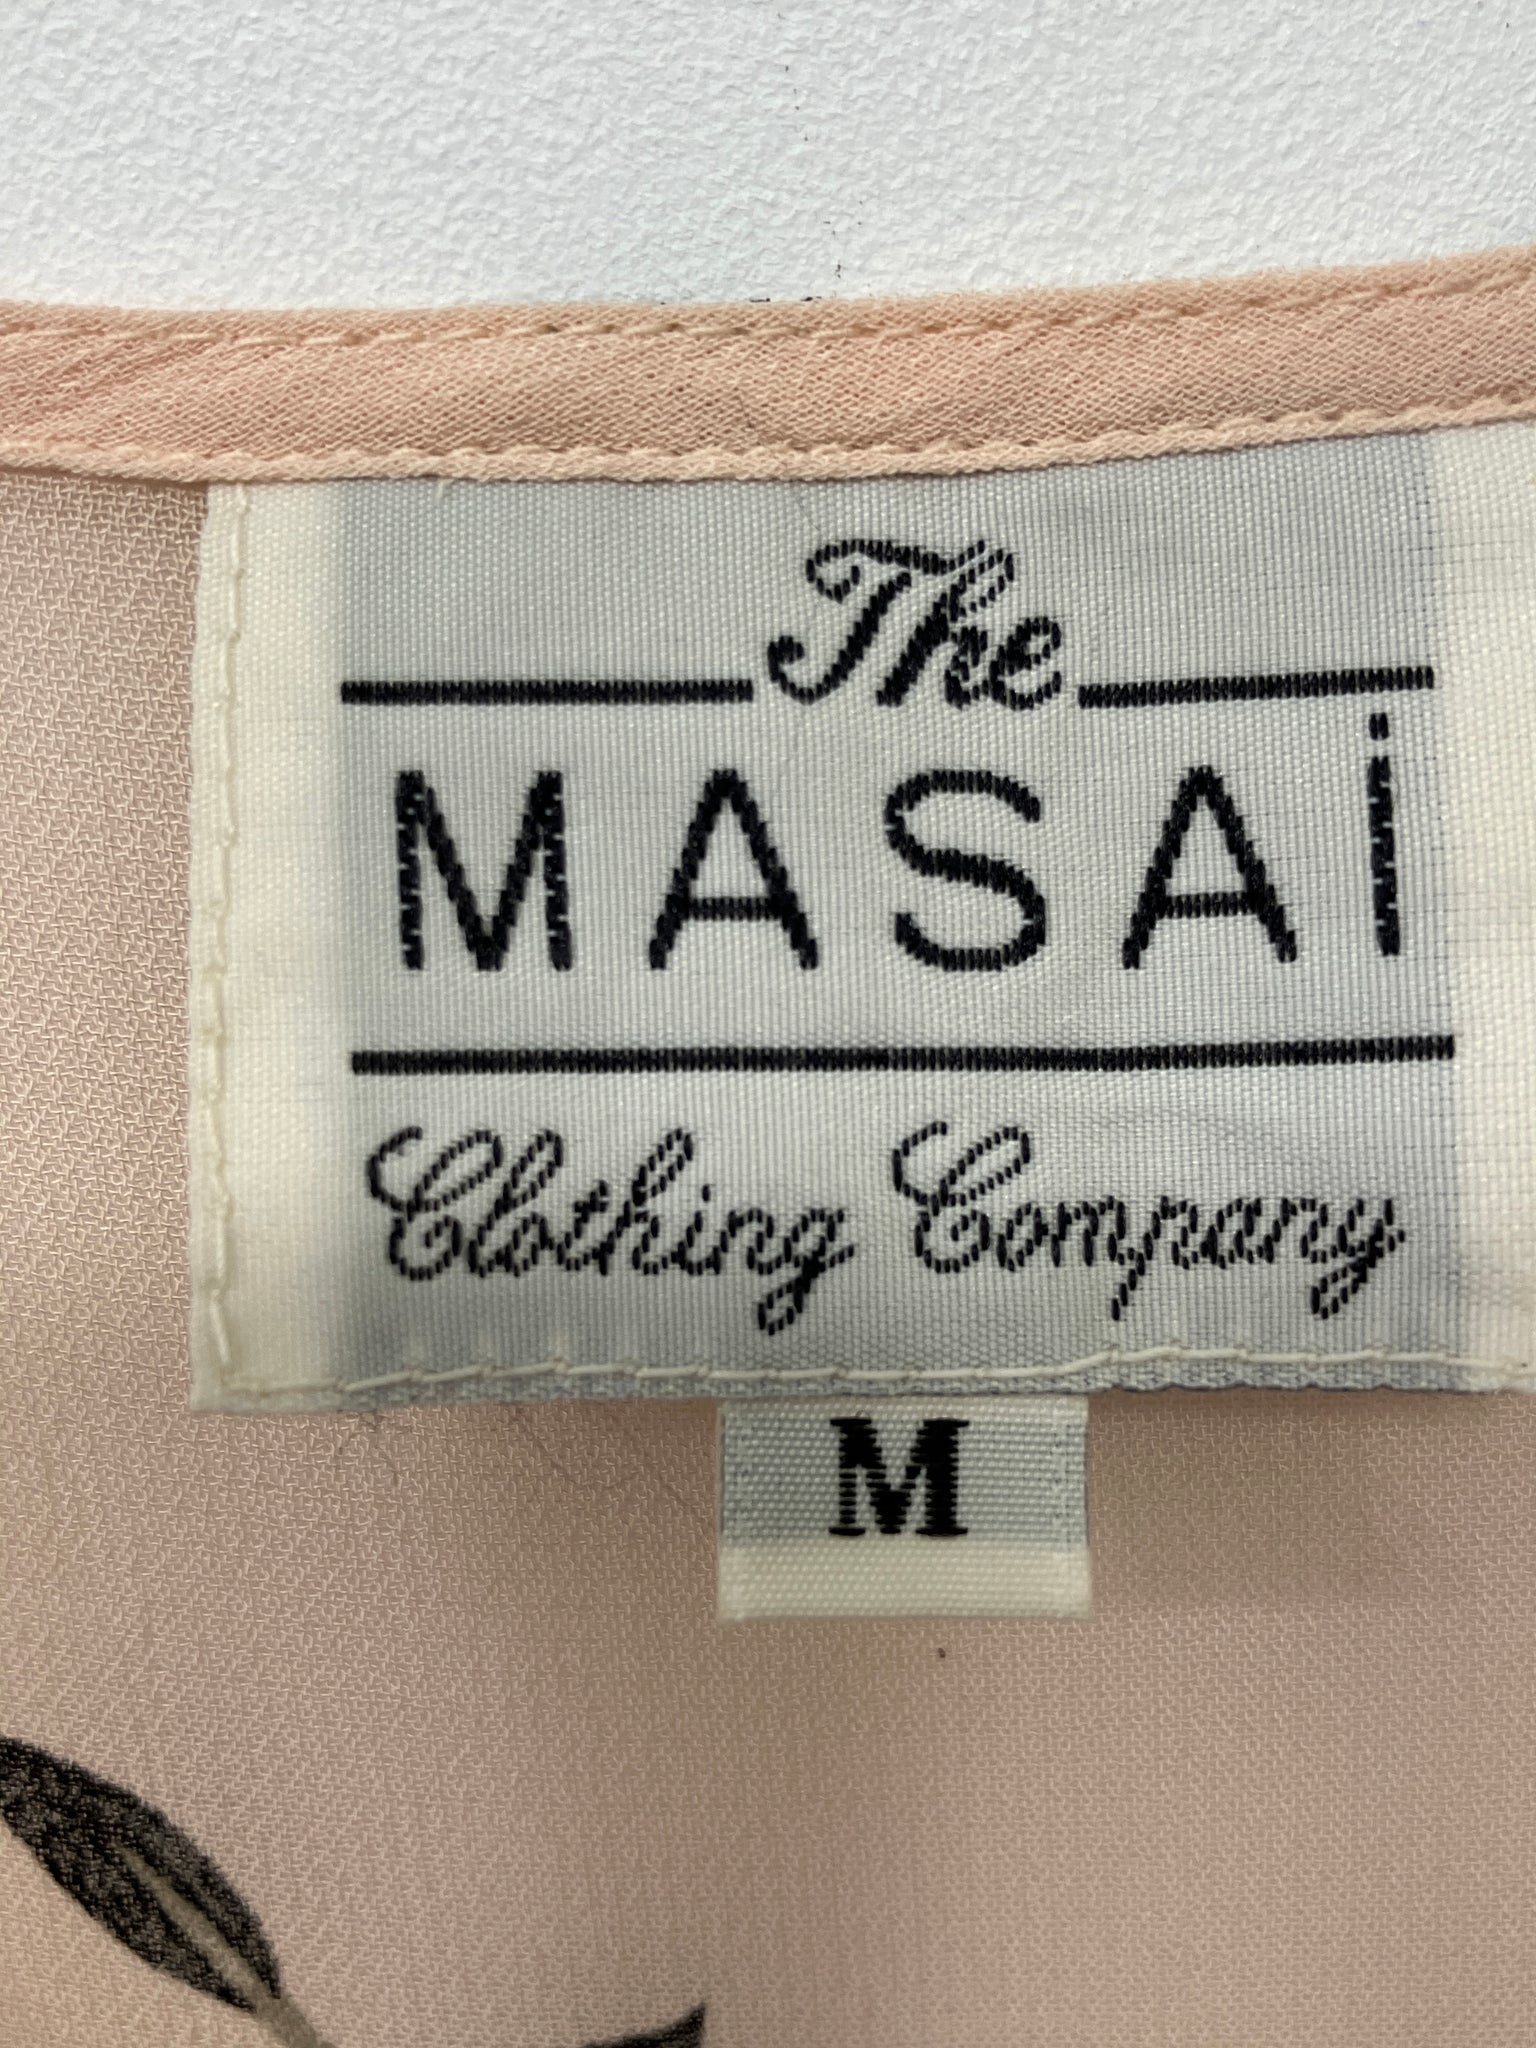 The
MASAi
Clothing Company
M